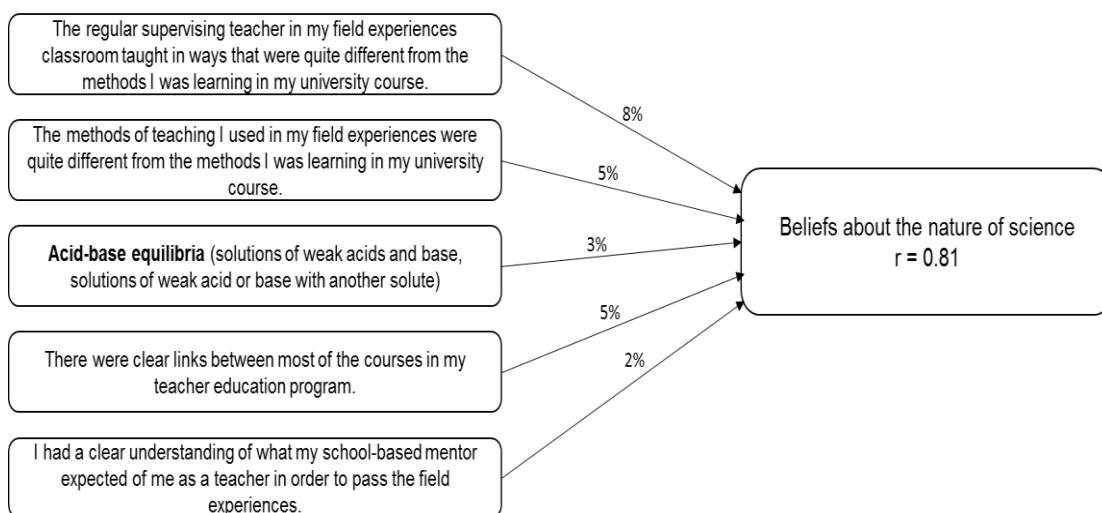 The regular supervising teacher in my field experiences
classroom taught in ways that were quite different from the
methods I was learning in my university course.
8%
The methods of teaching I used in my field experiences were
quite different from the methods I was learning in my university
course.
5%
Acid-base equilibria (solutions of weak acids and base,
solutions of weak acid or base with another solute)
3%
There were clear links between most of the courses in my
teacher education program.
5%
I had a clear understanding of what my school-based mentor
expected of me as a teacher in order to pass the field
experiences.
2%
Beliefs about the nature of science
r = 0.81